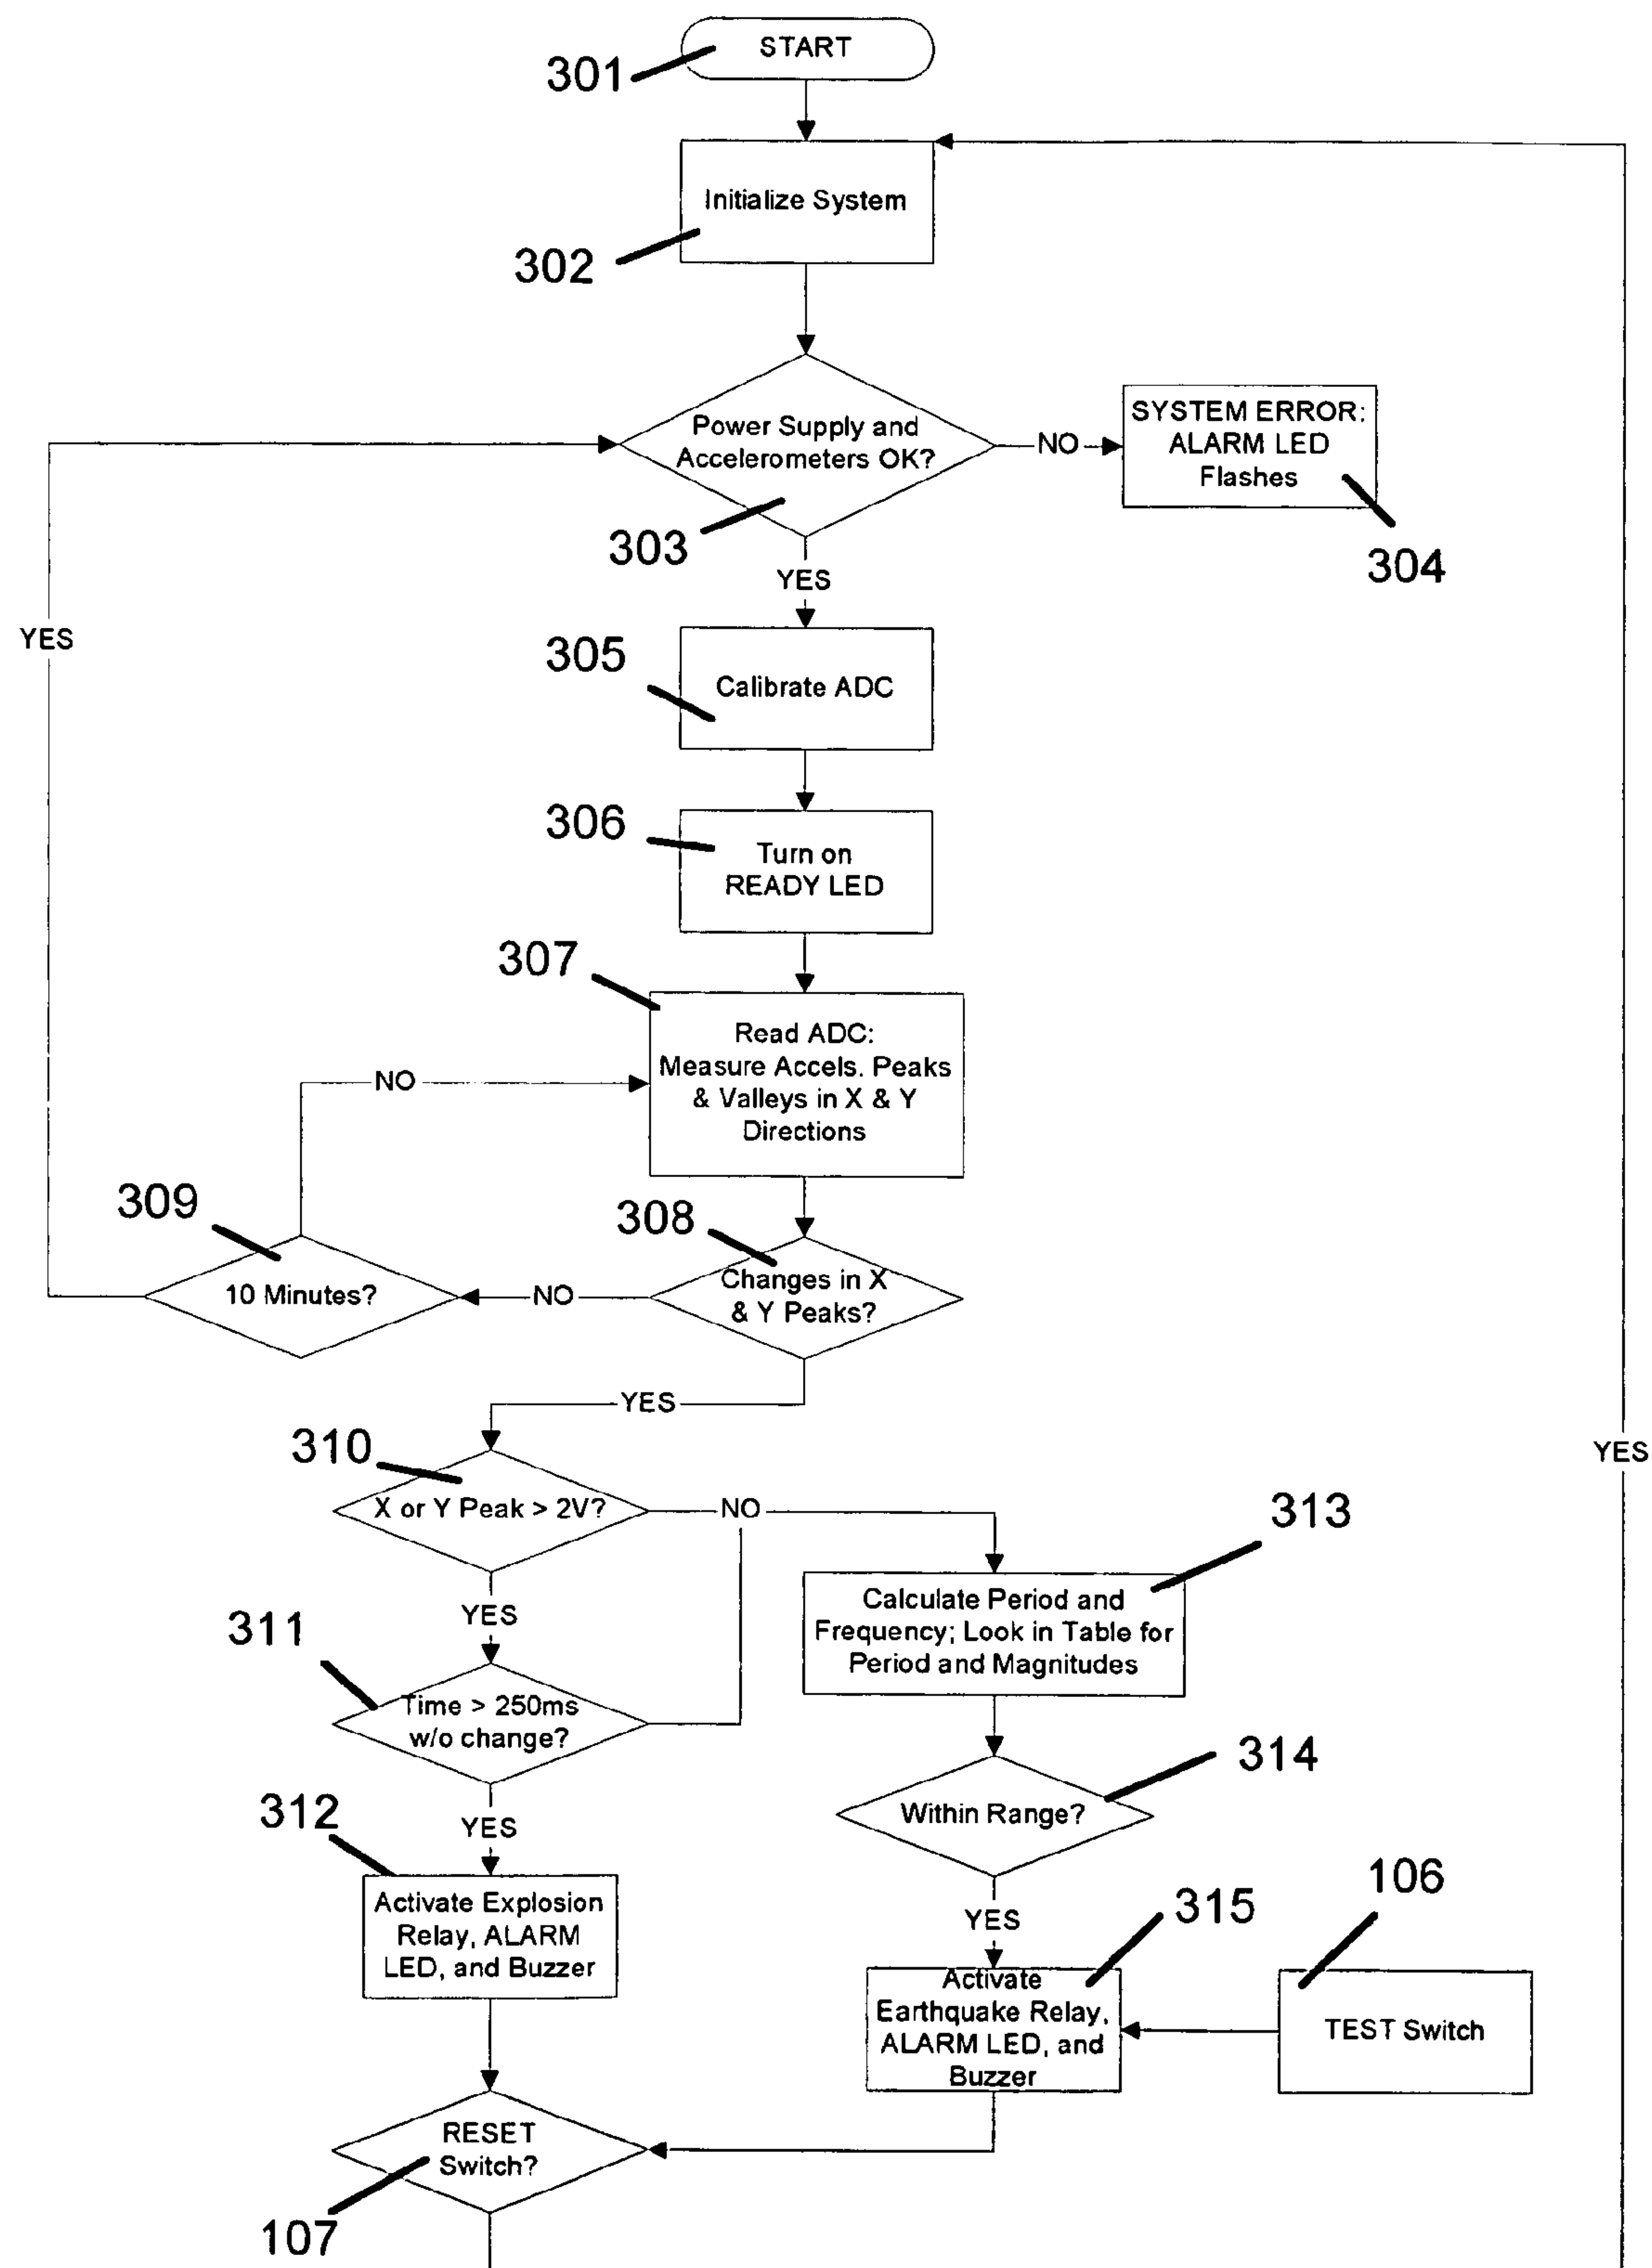 START
301
Initialize System
302
Power Supply and
Accelerometers OK?
NO
SYSTEM ERROR:
ALARM LED
Flashes
303
304
YES
YES
305
Calibrate ADC
306
Turn on
READY LED
307
Read ADC:
Measure Accels. Peaks
& Valleys in X & Y
Directions
NO
309
308
10 Minutes?
NO
Changes in X
& Y Peaks?
YES
310
YES
X or Y Peak > 2V?
NO
313
YES
Calculate Period and
Frequency; Look in Table for
Period and Magnitudes
311
Time > 250ms
w/o change?
314
Within Range?
312
YES
106
Activate Explosion
Relay, ALARM
LED, and Buzzer
YES
315
Activate
Earthquake Relay,
ALARM LED, and
Buzzer
TEST Switch
RESET
Switch?
107